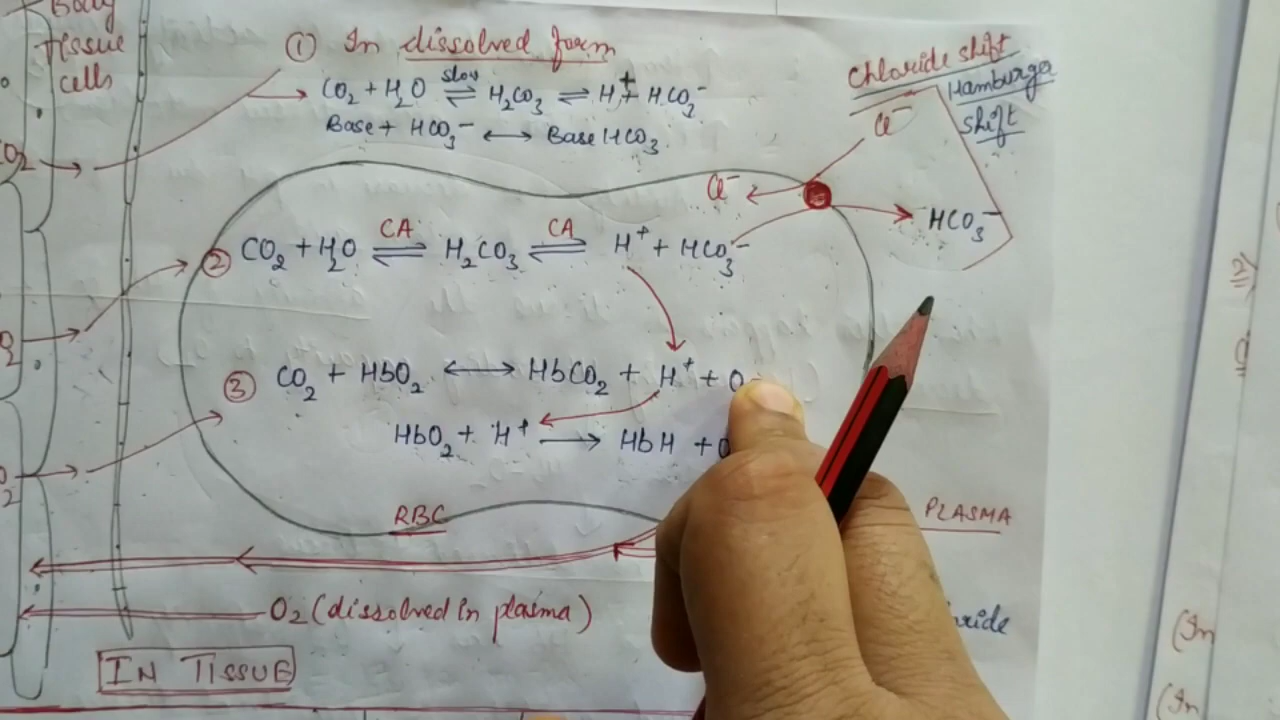 Body
tissue
cells
① In dissolved form
CO₂ + H₂O ⇌ H₂CO₃ ⇌ H⁺ + HCO₃⁻
slow
Base + HCO₃⁻ ⟷ Base HCO₃
Chloride shift
Hamburger
shift
Cl⁻
Cl⁻
HCO₃⁻
② CO₂ + H₂O ⇌ H₂CO₃ ⇌ H⁺ + HCO₃⁻
CA CA
③ CO₂ + HbO₂ ⟷ HbCO₂ + H⁺ + O
HbO₂ + H⁺ ⟶ HbH + O
RBC
PLASMA
O₂ (dissolved in plasma)
IN TISSUE
(In
(In